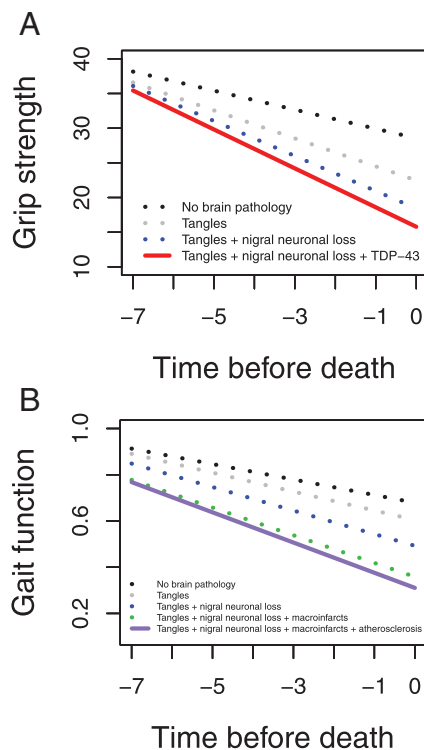 A
Grip strength
40
30
20
10
No brain pathology
Tangles
Tangles + nigral neuronal loss
Tangles + nigral neuronal loss + TDP−43
−7
−5
−3
−1
0
Time before death
B
Gait function
1.0
0.6
0.2
No brain pathology
Tangles
Tangles + nigral neuronal loss
Tangles + nigral neuronal loss + macroinfarcts
Tangles + nigral neuronal loss + macroinfarcts + atherosclerosis
−7
−5
−3
−1
0
Time before death